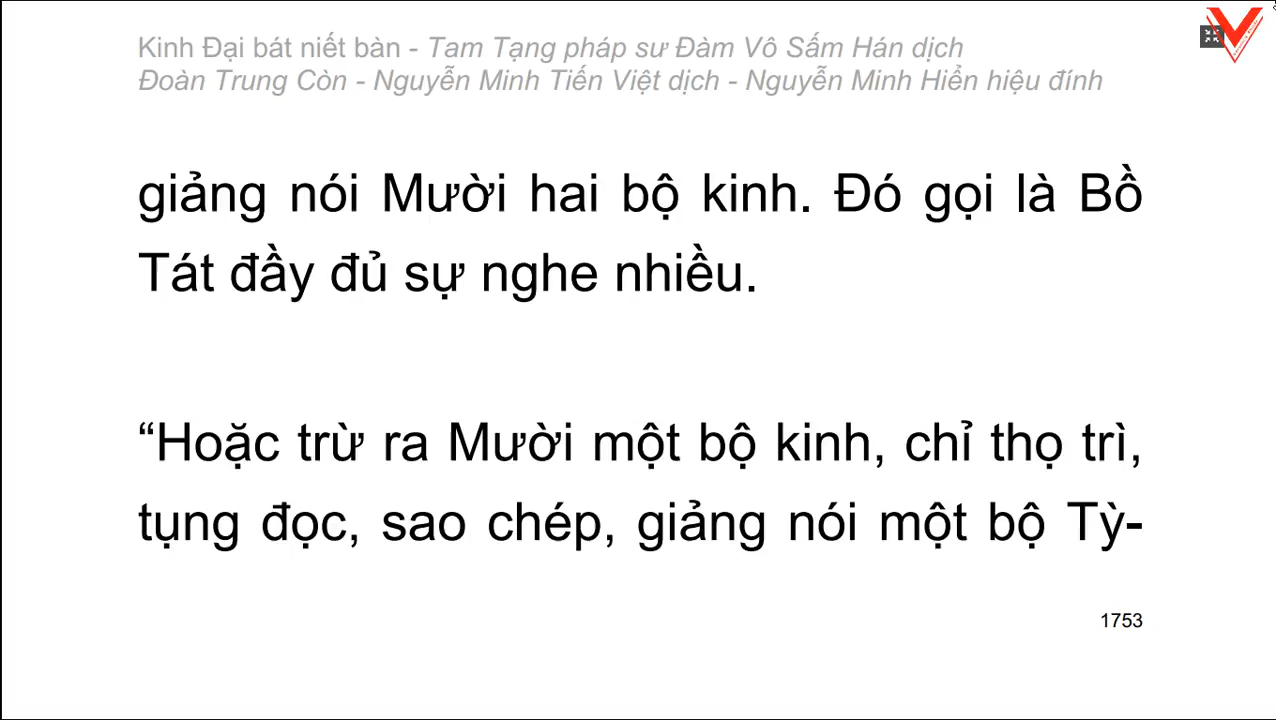 Kinh Đại bát niết bàn - Tam Tạng pháp sư Đàm Vô Sấm Hán dịch
Đoàn Trung Còn - Nguyễn Minh Tiến Việt dịch - Nguyễn Minh Hiển hiệu đính
giảng nói Mười hai bộ kinh. Đó gọi là Bồ
Tát đầy đủ sự nghe nhiều.
“Hoặc trừ ra Mười một bộ kinh, chỉ thọ trì,
tụng đọc, sao chép, giảng nói một bộ Tỳ-
1753